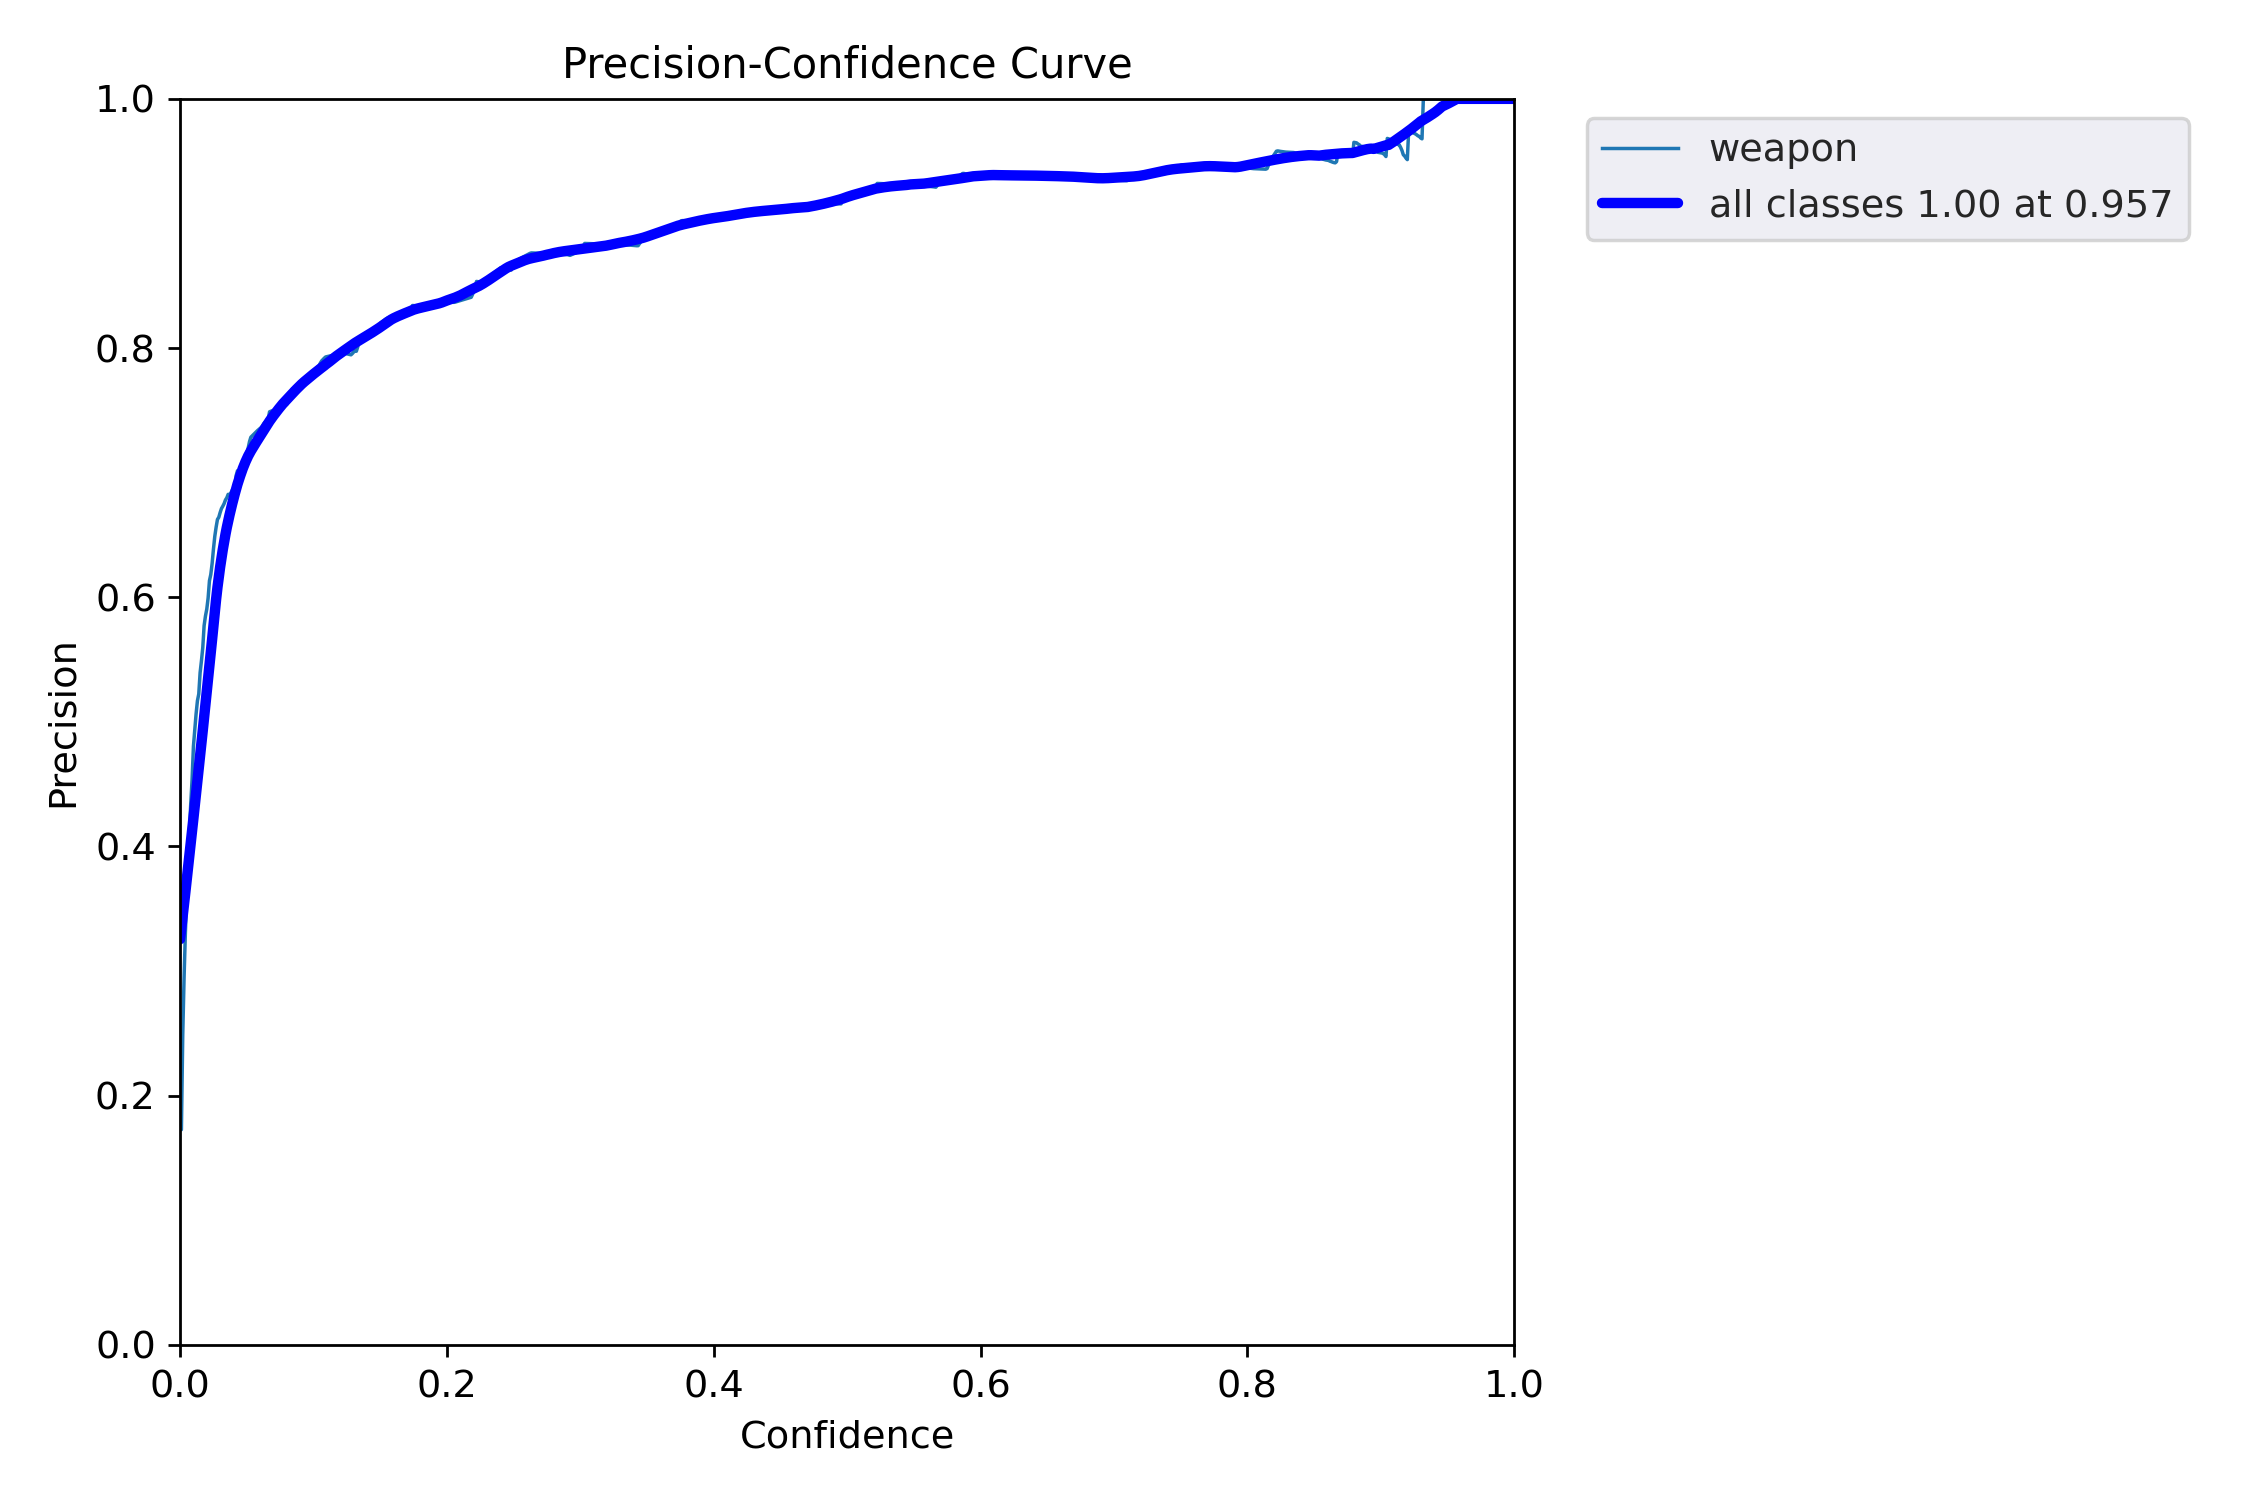 Precision-Confidence Curve
1.0
0.8
0.6
0.4
0.2
0.0
Precision
0.0 0.2 0.4 0.6 0.8 1.0
Confidence
weapon
all classes 1.00 at 0.957